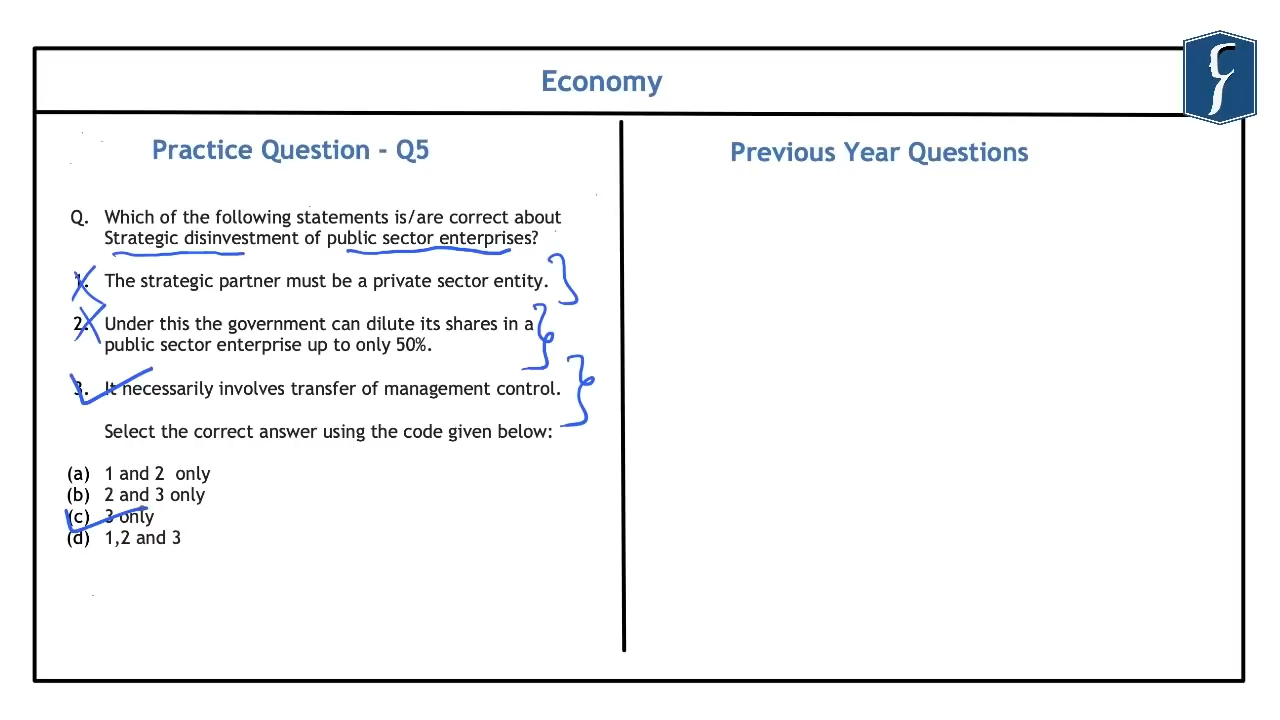 Economy
Practice Question - Q5
Q. Which of the following statements is/are correct about
Strategic disinvestment of public sector enterprises?
1. The strategic partner must be a private sector entity.
2. Under this the government can dilute its shares in a
public sector enterprise up to only 50%.
3. It necessarily involves transfer of management control.
Select the correct answer using the code given below:
(a) 1 and 2 only
(b) 2 and 3 only
(c) 3 only
(d) 1,2 and 3
Previous Year Questions